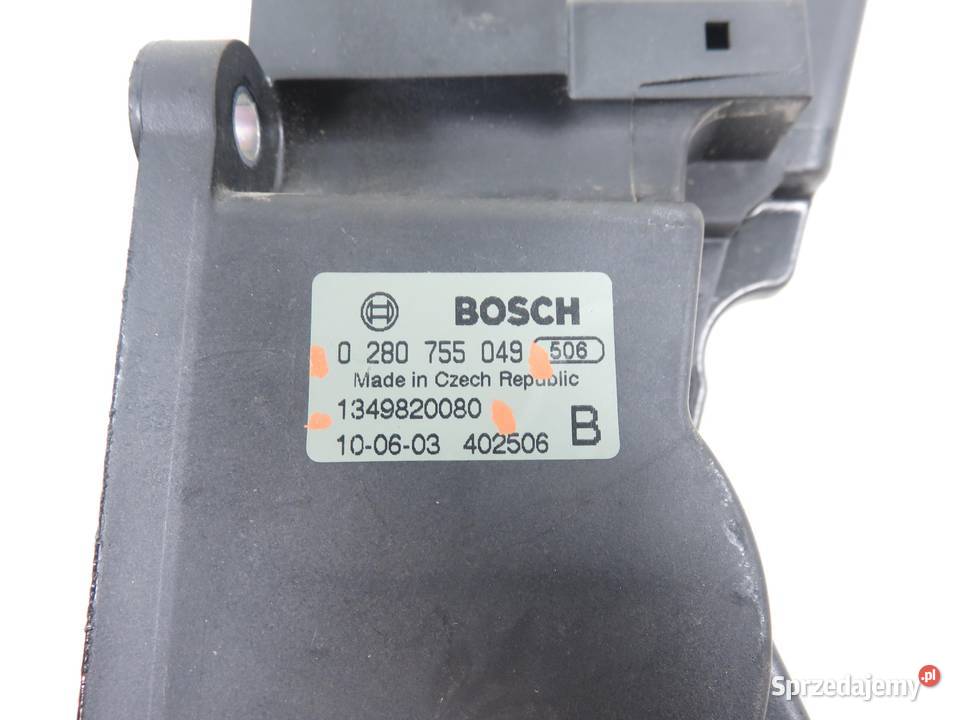 BOSCH
0 280 755 049 506
Made in Czech Republic
1349820080
10-06-03 402506 B
Sprzedajemy.pl